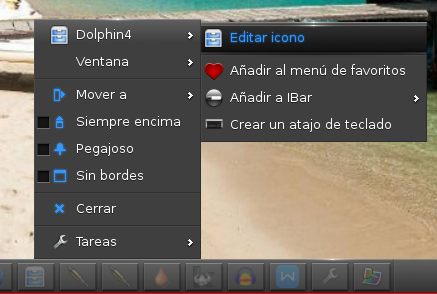 Dolphin4
Ventana
Mover a
Siempre encima
Pegajoso
Sin bordes
Cerrar
Tareas
Editar icono
Añadir al menú de favoritos
Añadir a IBar
Crear un atajo de teclado